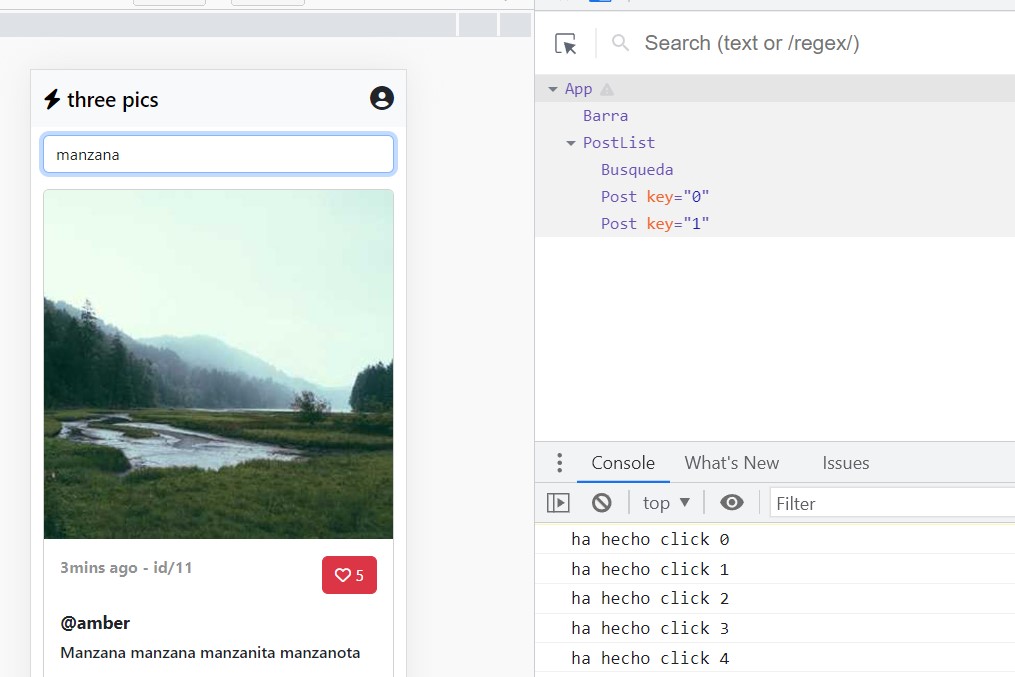 three pics
manzana
3mins ago - id/11
5
@amber
Manzana manzana manzanita manzanota
Search (text or /regex/)
App
Barra
PostList
Busqueda
Post key="0"
Post key="1"
Console What's New Issues
top Filter
ha hecho click 0
ha hecho click 1
ha hecho click 2
ha hecho click 3
ha hecho click 4